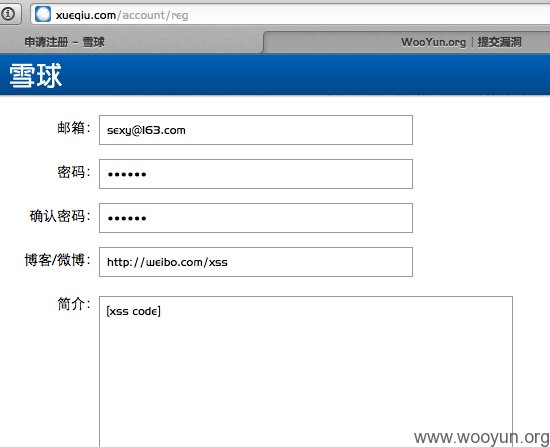 xueqiu.com/account/reg
申请注册 - 雪球
WooYun.org | 提交漏洞
雪球
邮箱: sexy@163.com
密码: ••••••
确认密码: ••••••
博客/微博: http://weibo.com/xss
简介: [xss code]
www.wooyun.org